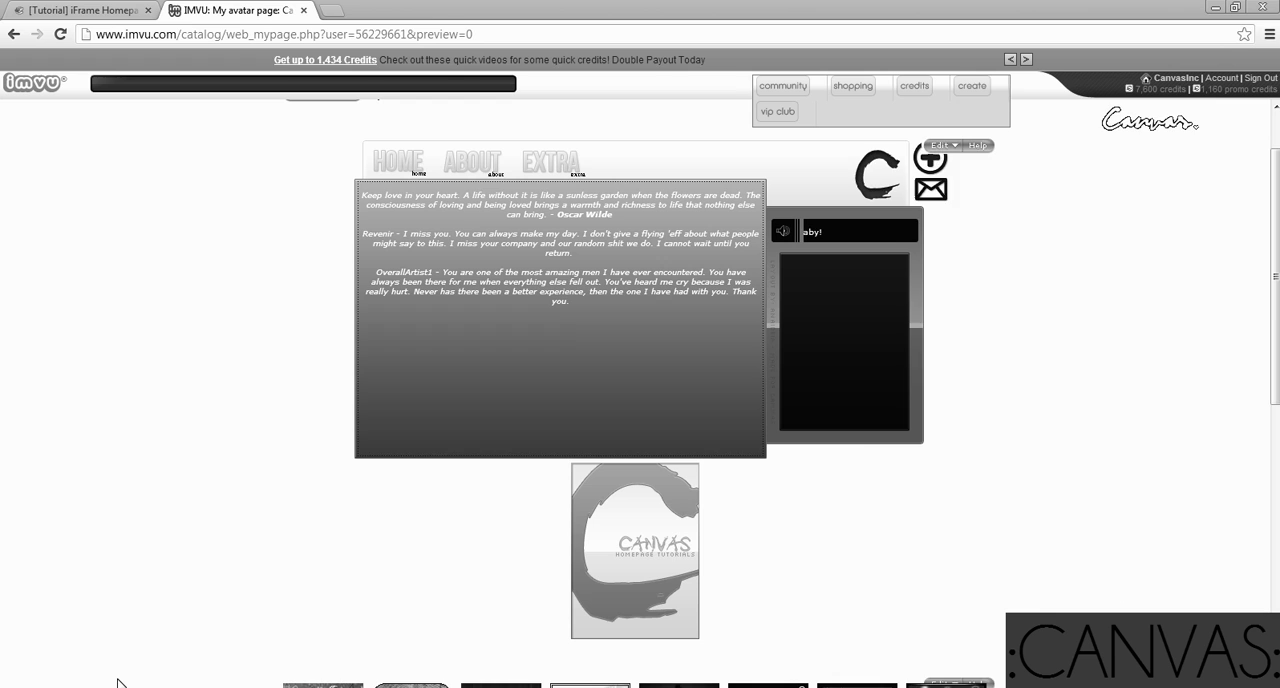 [Tutorial] iFrame Homepa
IMVU: My avatar page: Ca
www.imvu.com/catalog/web_mypage.php?user=56229661&preview=0
Get up to 1,434 Credits Check out these quick videos for some quick credits! Double Payout Today
< >
imvu
community shopping credits create
vip club
CanvasInc | Account | Sign Out
7,600 credits | 1,160 promo credits
Canvas.
Edit Help
HOME ABOUT EXTRA
home about extra
Keep love in your heart. A life without it is like a sunless garden when the flowers are dead. The
consciousness of loving and being loved brings a warmth and richness to life that nothing else
can bring. - Oscar Wilde
Revenir - I miss you. You can always make my day. I don't give a flying 'eff about what people
might say to this. I miss your company and our random shit we do. I cannot wait until you
return.
OverallArtist1 - You are one of the most amazing men I have ever encountered. You have
always been there for me when everything else fell out. You've heard me cry because I was
really hurt. Never has there been a better experience, then the one I have had with you. Thank
you.
aby!
CANVAS
HOMEPAGE TUTORIALS
:CANVAS: